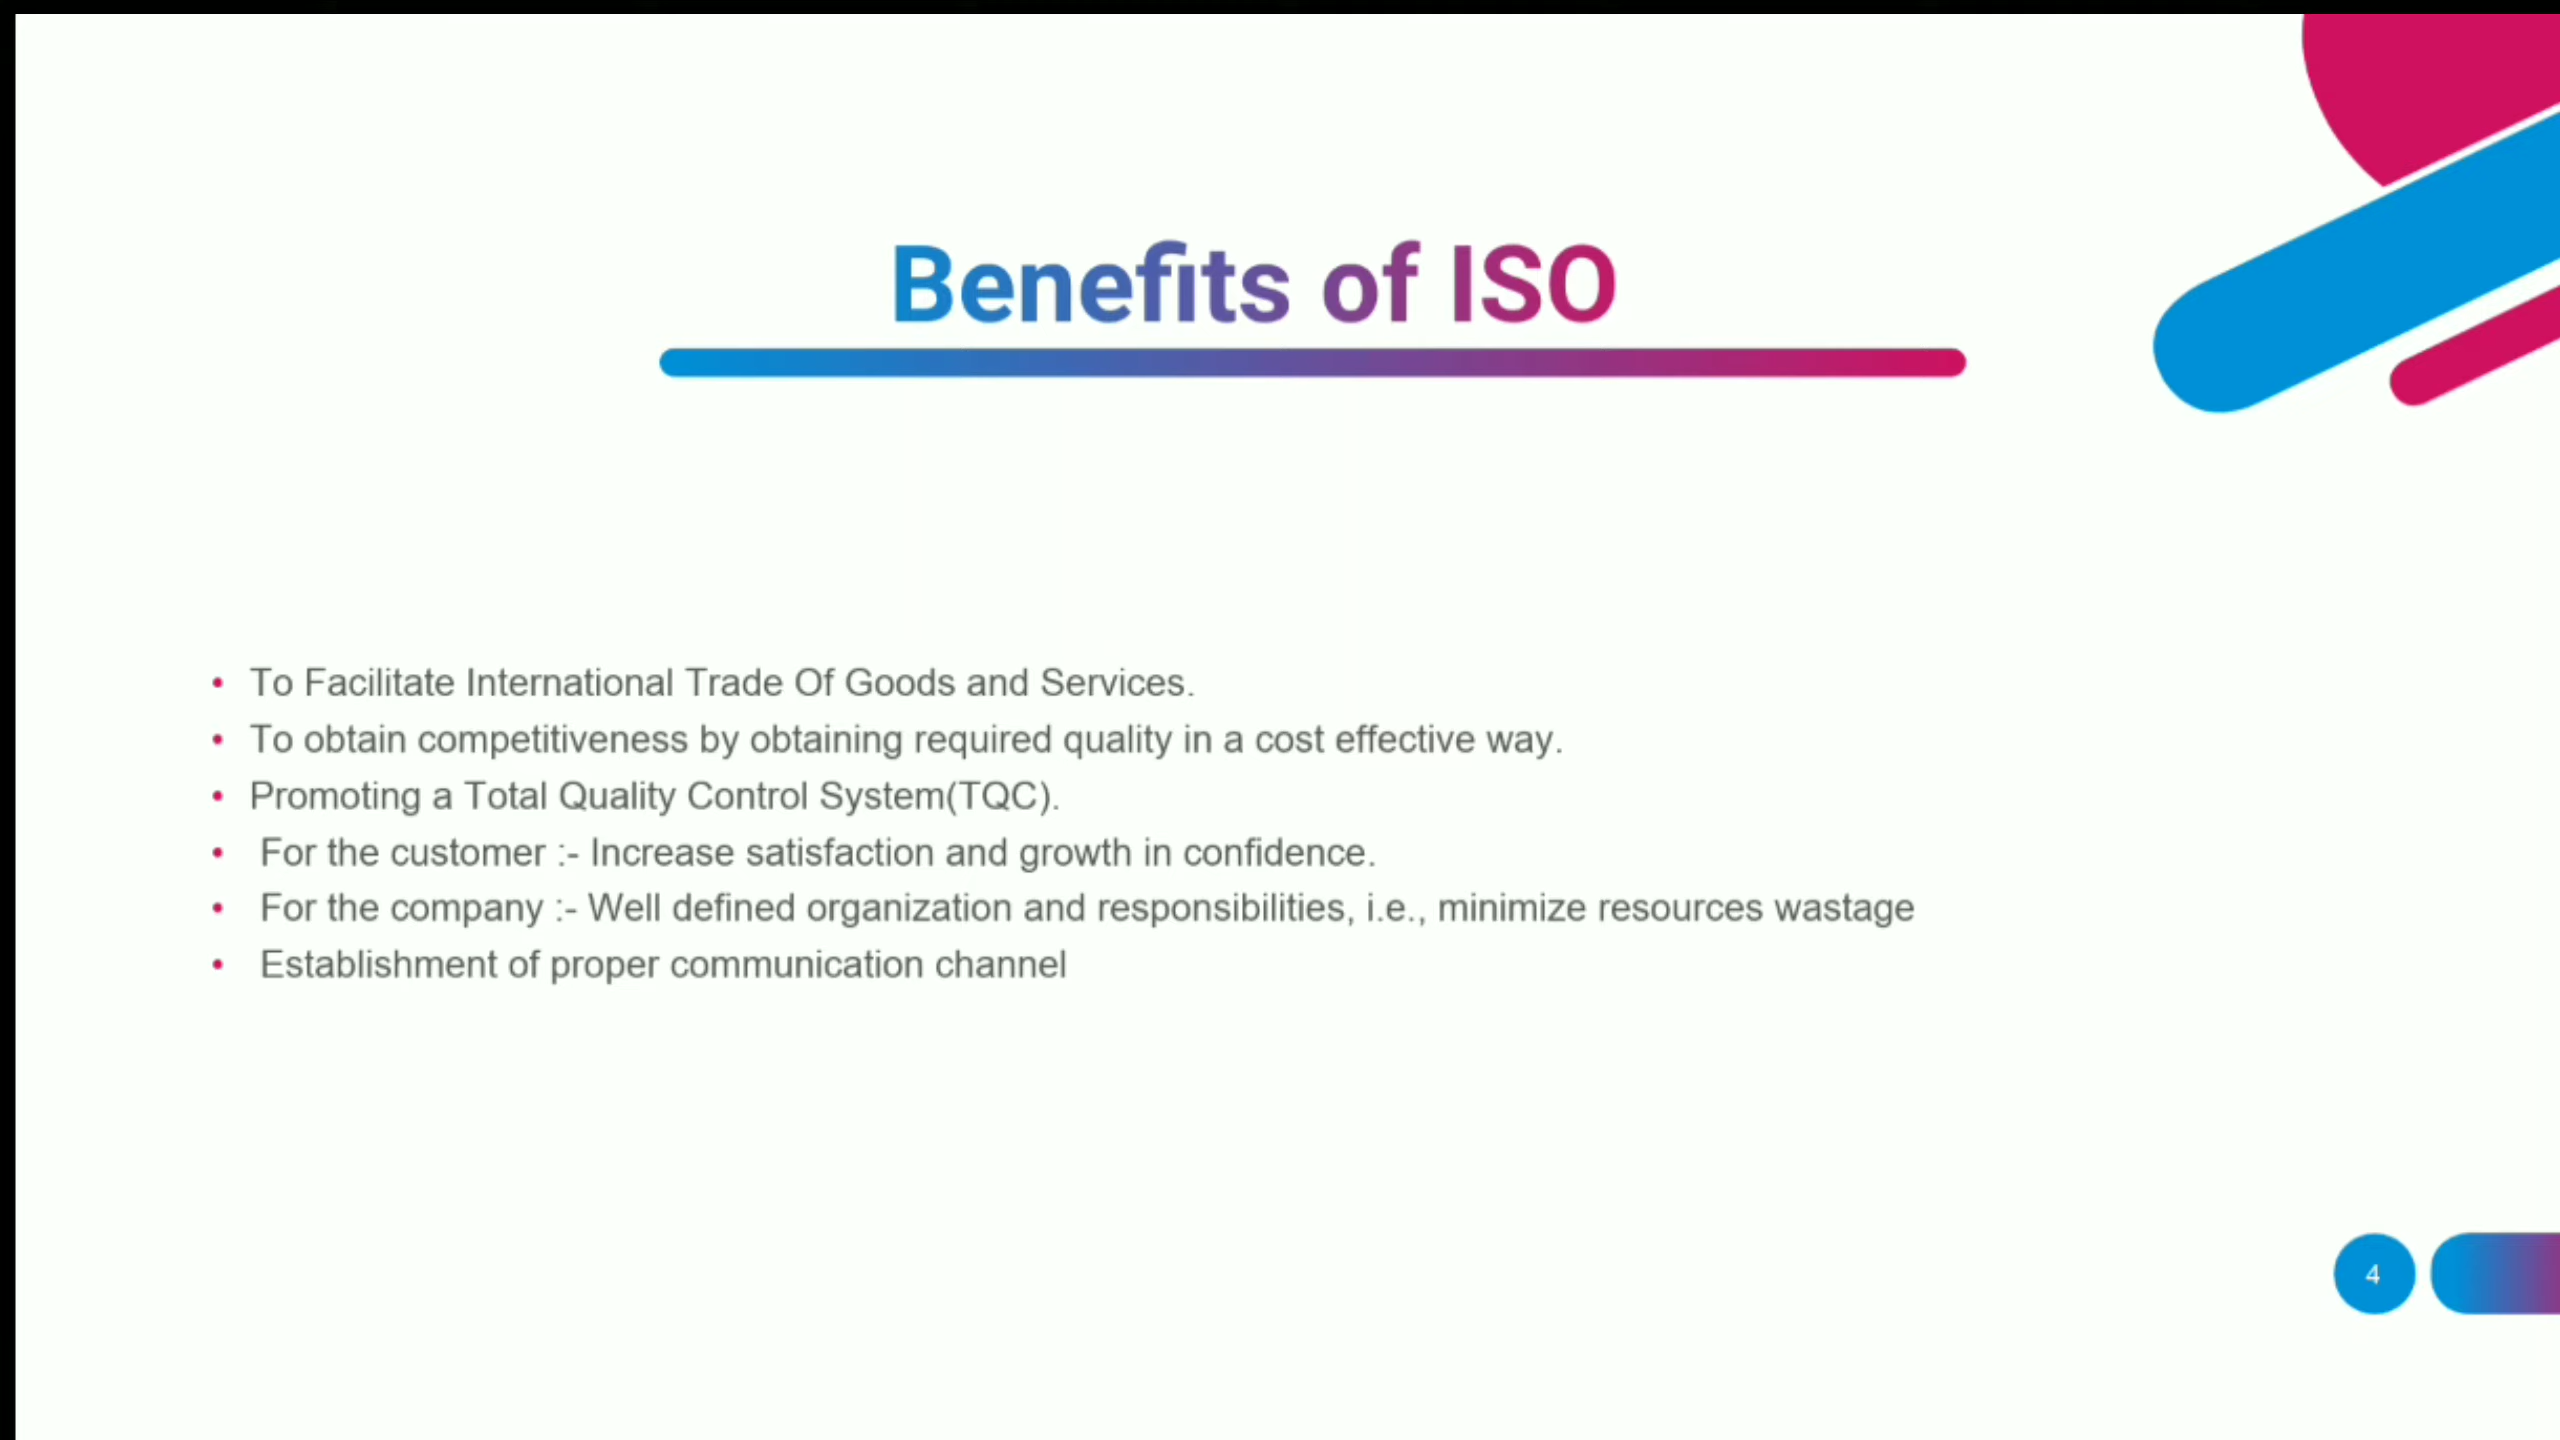 Benefits of ISO
• To Facilitate International Trade Of Goods and Services.
• To obtain competitiveness by obtaining required quality in a cost effective way.
• Promoting a Total Quality Control System(TQC).
• For the customer :- Increase satisfaction and growth in confidence.
• For the company :- Well defined organization and responsibilities, i.e., minimize resources wastage
• Establishment of proper communication channel
4